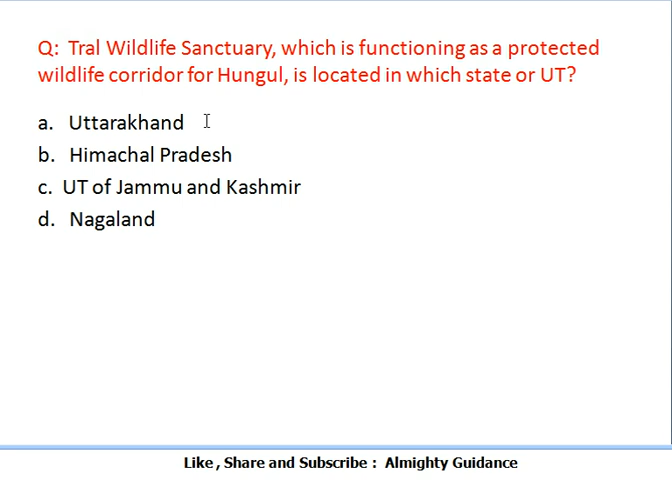 Q: Tral Wildlife Sanctuary, which is functioning as a protected
wildlife corridor for Hungul, is located in which state or UT?
a. Uttarakhand
b. Himachal Pradesh
c. UT of Jammu and Kashmir
d. Nagaland
Like , Share and Subscribe : Almighty Guidance